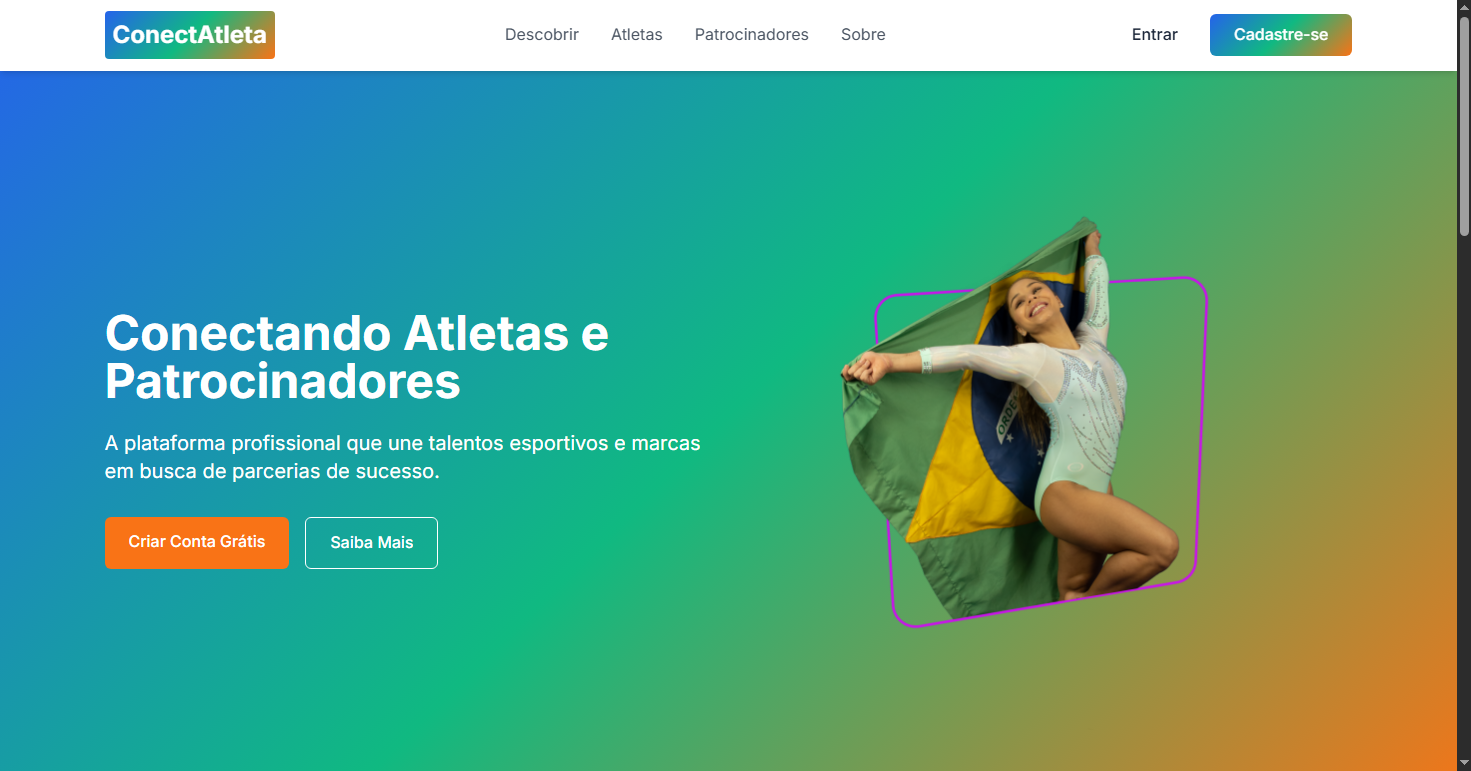 ConectAtleta
Descobrir
Atletas
Patrocinadores
Sobre
Entrar
Cadastre-se
Conectando Atletas e
Patrocinadores
A plataforma profissional que une talentos esportivos e marcas
em busca de parcerias de sucesso.
Criar Conta Grátis
Saiba Mais
ORDE